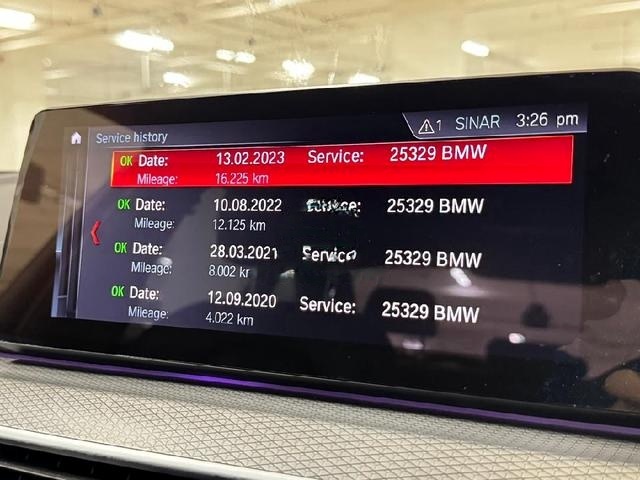 Service history 1 SINAR 3:26 pm
OK Date: 13.02.2023 Service: 25329 BMW
Mileage: 16.225 km
OK Date: 10.08.2022 25329 BMW
Mileage: 12.125 km
OK Date: 28.03.2021 Service 25329 BMW
Mileage: 8.002 kr
OK Date: 12.09.2020 Service: 25329 BMW
Mileage: 4.022 km